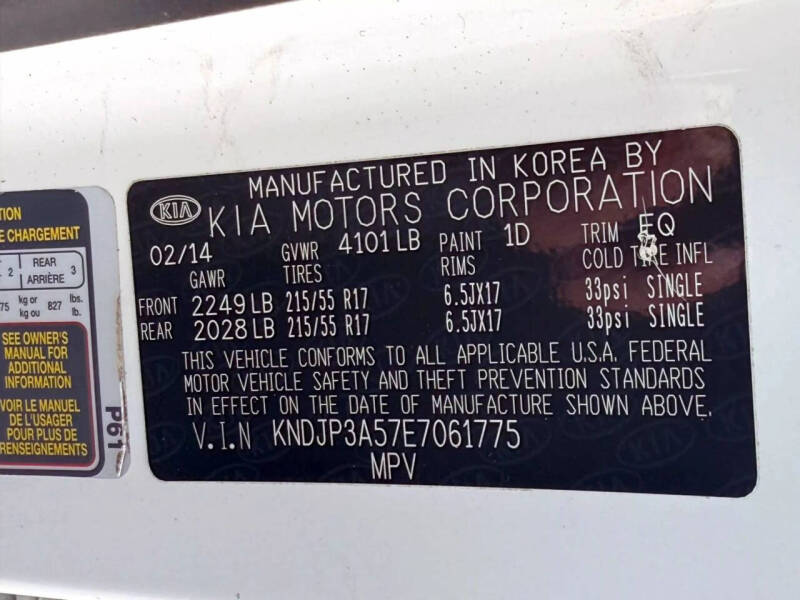 MANUFACTURED IN KOREA BY
KIA KIA MOTORS CORPORATION
02/14 GVWR 4101 LB PAINT 1D TRIM EQ
GAWR TIRES RIMS COLD TIRE INFL
FRONT 2249 LB 215/55 R17 6.5JX17 33psi SINGLE
REAR 2028 LB 215/55 R17 6.5JX17 33psi SINGLE
THIS VEHICLE CONFORMS TO ALL APPLICABLE U.S.A. FEDERAL
MOTOR VEHICLE SAFETY AND THEFT PREVENTION STANDARDS
IN EFFECT ON THE DATE OF MANUFACTURE SHOWN ABOVE.
V.I.N KNDJP3A57E7061775
MPV
TION
E CHARGEMENT
2 REAR
ARRIÈRE 3
75 kg or
kg ou 827 lbs.
lb.
SEE OWNER'S
MANUAL FOR
ADDITIONAL
INFORMATION
VOIR LE MANUEL
DE L'USAGER
POUR PLUS DE
RENSEIGNEMENTS
P61